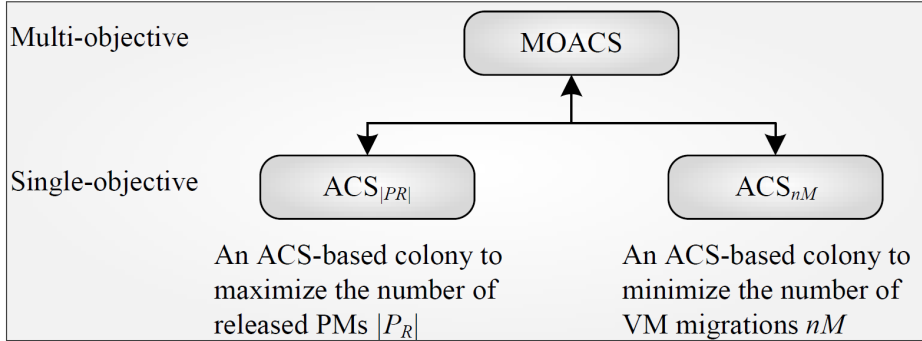 Multi-objective
MOACS
Single-objective
ACS|PR|
ACSnM
An ACS-based colony to
maximize the number of
released PMs |PR|
An ACS-based colony to
minimize the number of
VM migrations nM